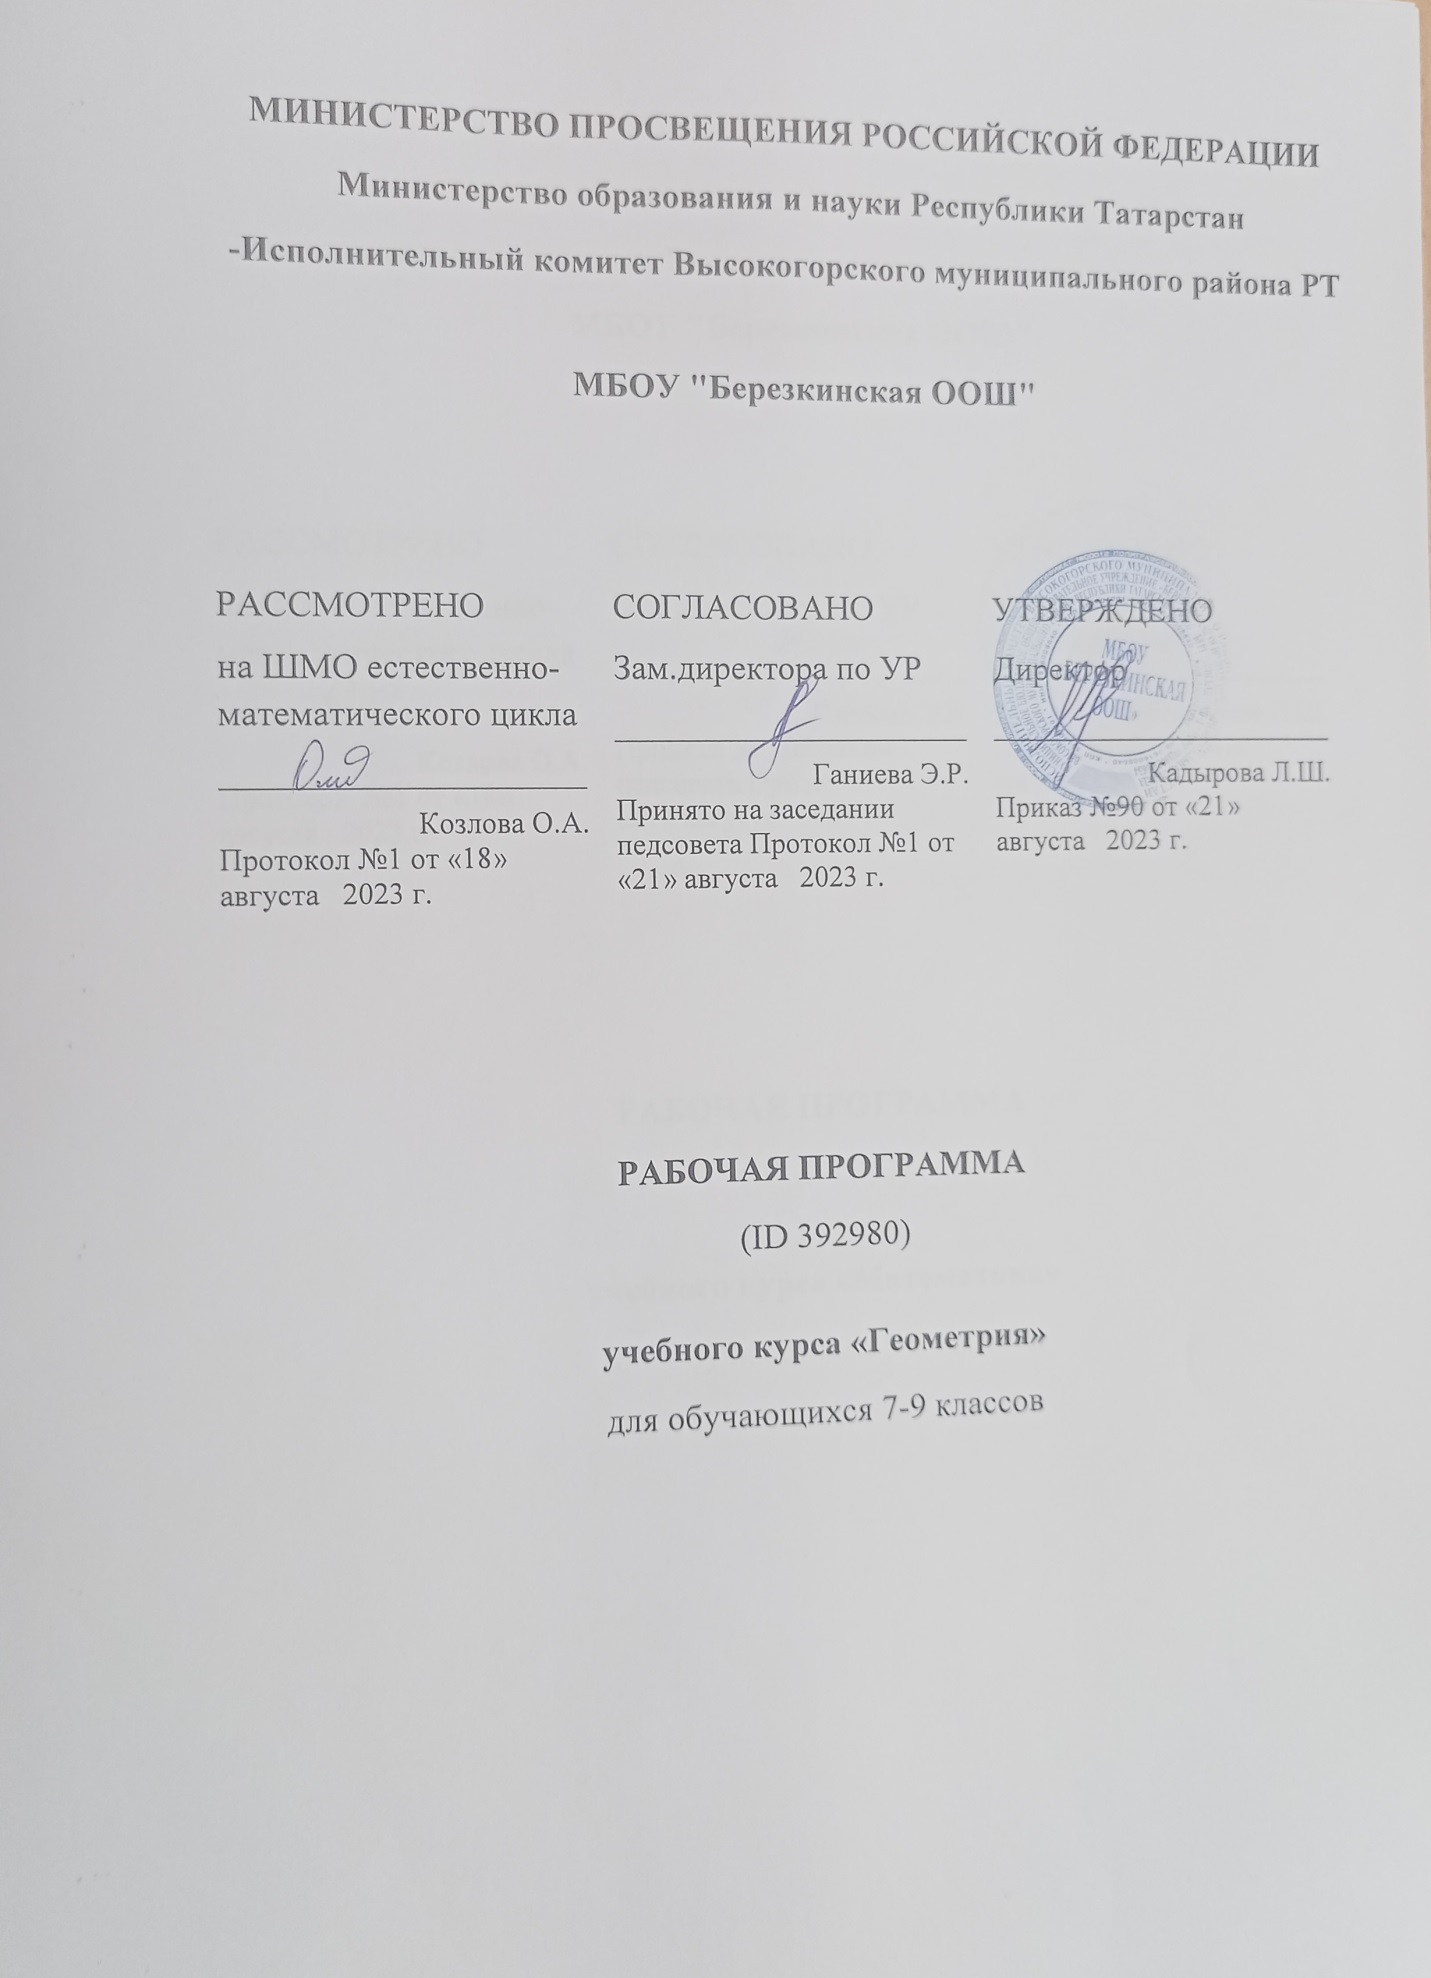 МИНИСТЕРСТВО ПРОСВЕЩЕНИЯ РОССИЙСКОЙ ФЕДЕРАЦИИ
Министерство образования и науки Республики Татарстан
-Исполнительный комитет Высокогорского муниципального района РТ
МБОУ "Березкинская ООШ"
РАССМОТРЕНО
на ШМО естественно-
математического цикла
Козлова О.А.
Протокол №1 от «18»
августа 2023 г.
СОГЛАСОВАНО
Зам.директора по УР
Ганиева Э.Р.
Принято на заседании
педсовета Протокол №1 от
«21» августа 2023 г.
УТВЕРЖДЕНО
Директор
Кадырова Л.Ш.
Приказ №90 от «21»
августа 2023 г.
МБОУ
ООШ»
РАБОЧАЯ ПРОГРАММА
(ID 392980)
учебного курса «Геометрия»
для обучающихся 7-9 классов